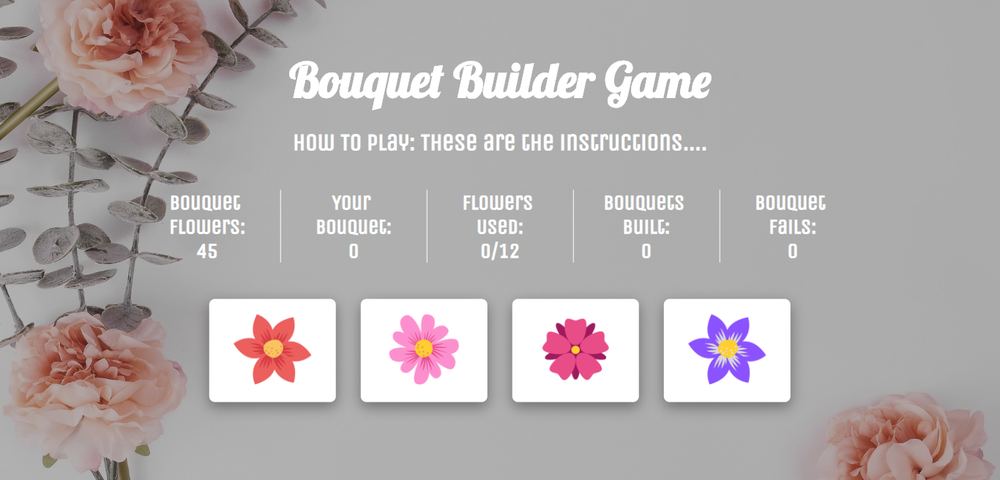 Bouquet Builder Game
How to Play: These are the instructions....
Bouquet
Flowers:
45
Your
Bouquet:
0
Flowers
Used:
0/12
Bouquets
Built:
0
Bouquet
Fails:
0